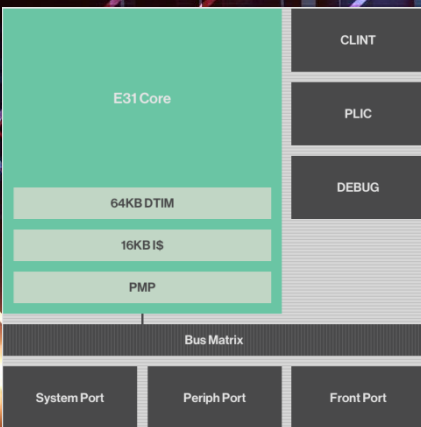 E31 Core
64KB DTIM
16KB I$
PMP
CLINT
PLIC
DEBUG
Bus Matrix
System Port
Periph Port
Front Port